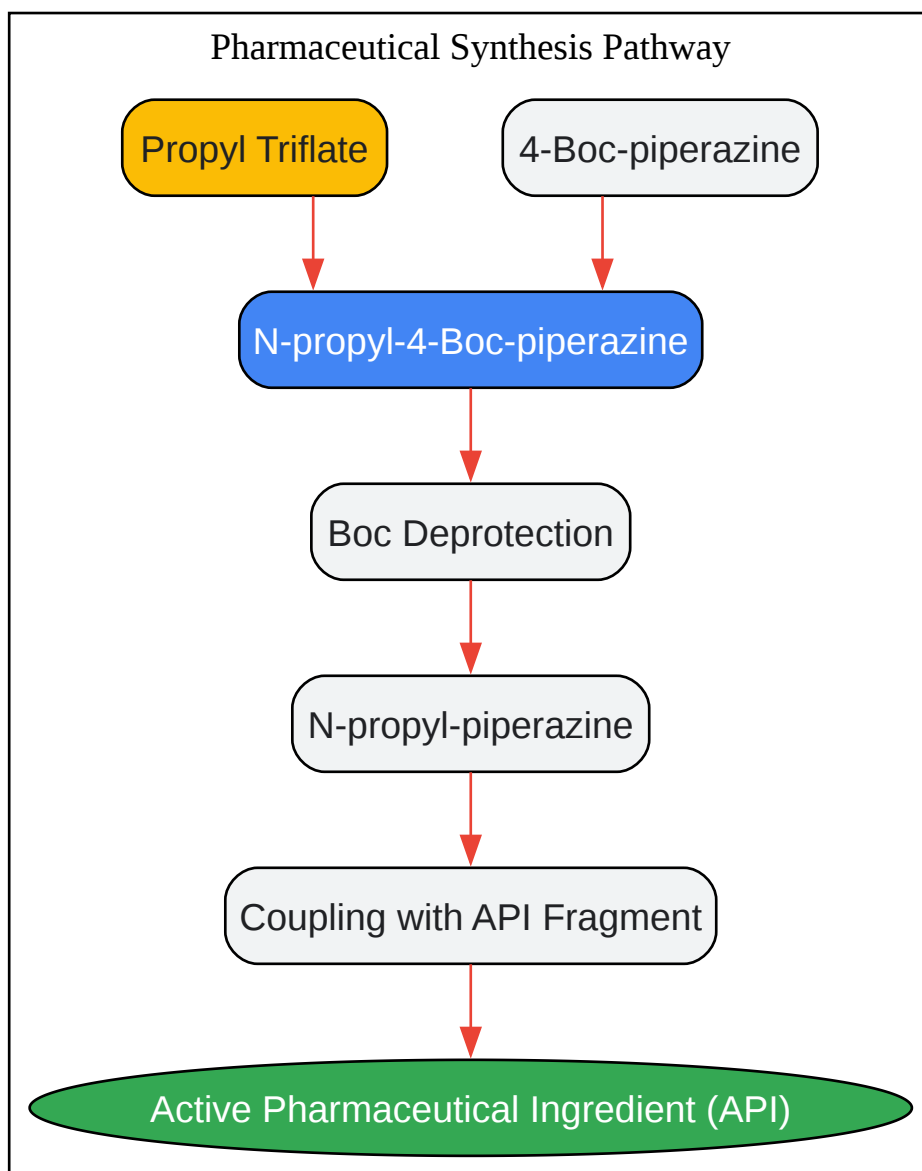 Pharmaceutical Synthesis Pathway
Propyl Triflate
4-Boc-piperazine
N-propyl-4-Boc-piperazine
Boc Deprotection
N-propyl-piperazine
Coupling with API Fragment
Active Pharmaceutical Ingredient (API)